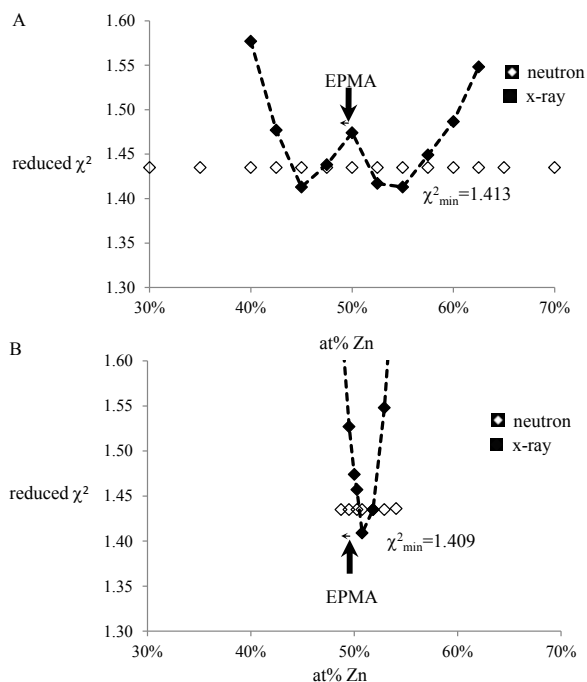 A
1.60
1.55
1.50
1.45
1.40
1.35
1.30
reduced χ²
EPMA
neutron
x-ray
χ²min=1.413
30% 40% 50% 60% 70%
at% Zn
B
1.60
1.55
1.50
1.45
1.40
1.35
1.30
reduced χ²
neutron
x-ray
χ²min=1.409
EPMA
30% 40% 50% 60% 70%
at% Zn